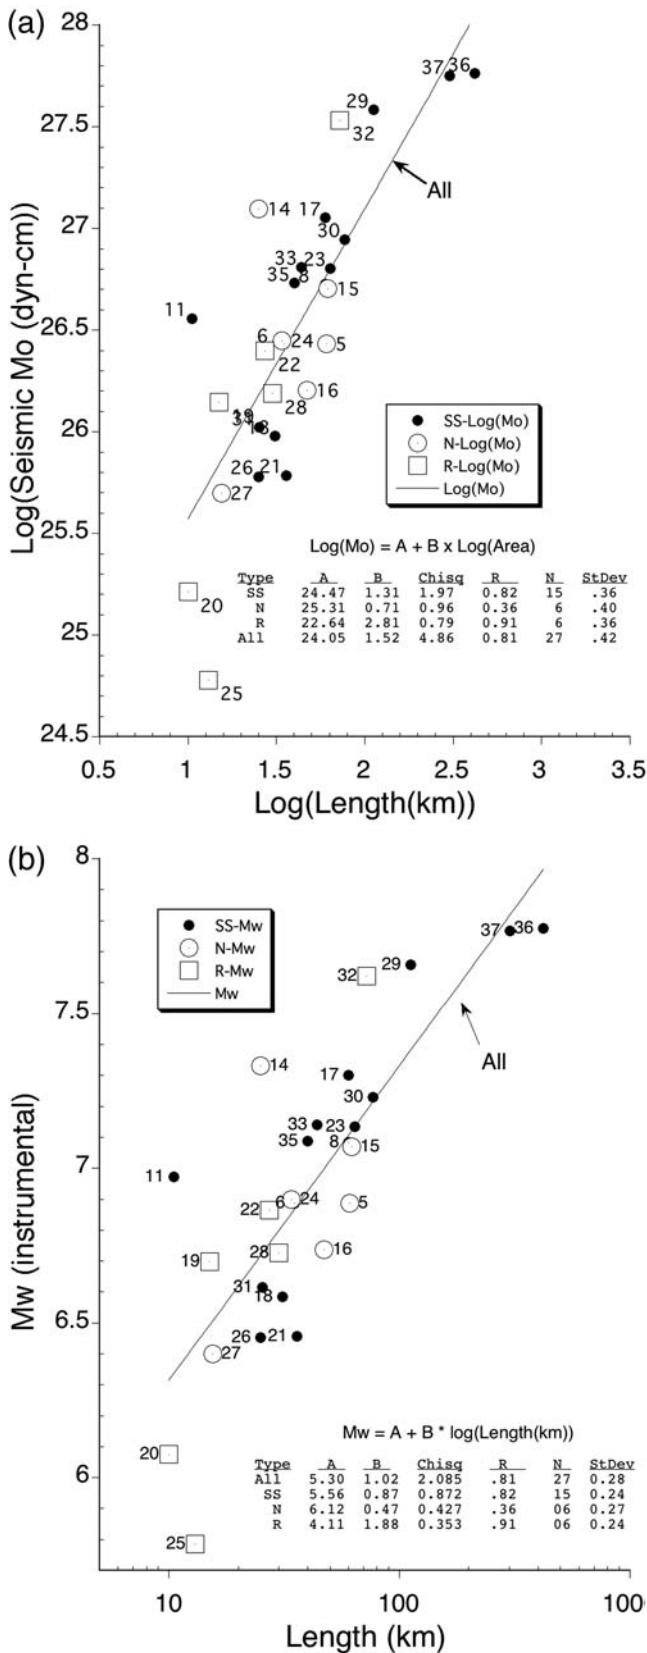 (a)
28
27.5
27
26.5
26
25.5
25
24.5
Log(Seismic Mo (dyn-cm))
37 36
29
32
All
14 17
30
33 23
35 8
15
11
6 24 5
22
16
28
18
26 21
27
20
25
SS-Log(Mo)
N-Log(Mo)
R-Log(Mo)
Log(Mo)
Log(Mo) = A + B x Log(Area)
Type A B Chisq R N StDev
SS 24.47 1.31 1.97 0.82 15 .36
N 25.31 0.71 0.96 0.36 6 .40
R 22.64 2.81 0.79 0.91 6 .36
All 24.05 1.52 4.86 0.81 27 .42
0.5 1 1.5 2 2.5 3 3.5
Log(Length(km))
(b)
8
7.5
7
6.5
6
Mw (instrumental)
SS-Mw
N-Mw
R-Mw
Mw
37 36
29
32
All
14 17
30
33 23
35 8 15
11
6 24 5
22
28 16
19
31
18
26 21
27
20
25
Mw = A + B * log(Length(km))
Type A B Chisq R N StDev
All 5.30 1.02 2.085 .81 27 0.28
SS 5.56 0.87 0.872 .82 15 0.24
N 6.12 0.47 0.427 .36 06 0.27
R 4.11 1.88 0.353 .91 06 0.24
10 100 100
Length (km)